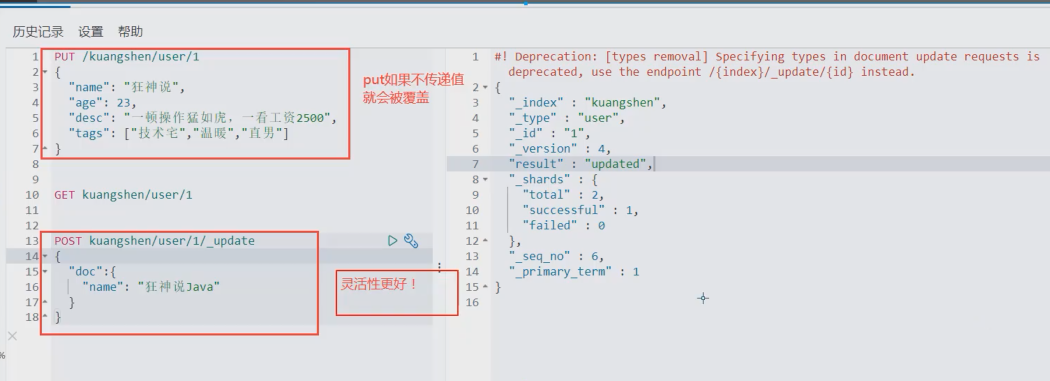 历史记录 设置 帮助
1 PUT /kuangshen/user/1
2 {
3 "name": "狂神说",
4 "age": 23,
5 "desc": "一顿操作猛如虎，一看工资2500",
6 "tags": ["技术宅","温暖","直男"]
7 }
8
9
10 GET kuangshen/user/1
11
12
13 POST kuangshen/user/1/_update
14 {
15 "doc":{
16 "name": "狂神说Java"
17 }
18 }
put如果不传递值
就会被覆盖
灵活性更好！
1 #! Deprecation: [types removal] Specifying types in document update requests is
deprecated, use the endpoint /{index}/_update/{id} instead.
2 {
3 "_index" : "kuangshen",
4 "_type" : "user",
5 "_id" : "1",
6 "_version" : 4,
7 "result" : "updated",
8 "_shards" : {
9 "total" : 2,
10 "successful" : 1,
11 "failed" : 0
12 },
13 "_seq_no" : 6,
14 "_primary_term" : 1
15 }
16
%